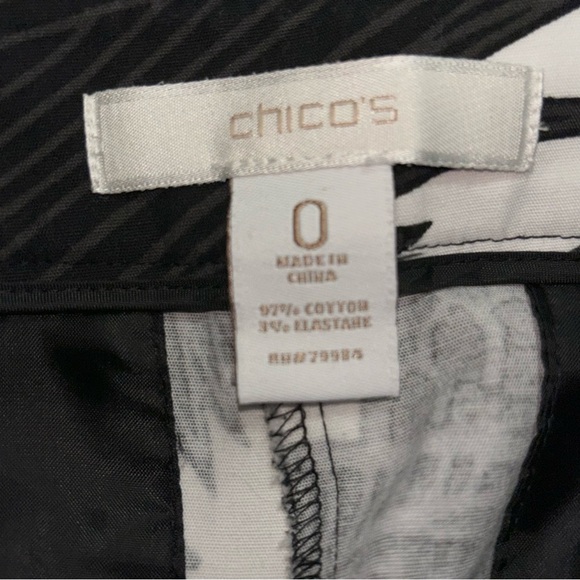 chico's
0
MADE IN
CHINA
97% COTTON
3% ELASTANE
RN#79984